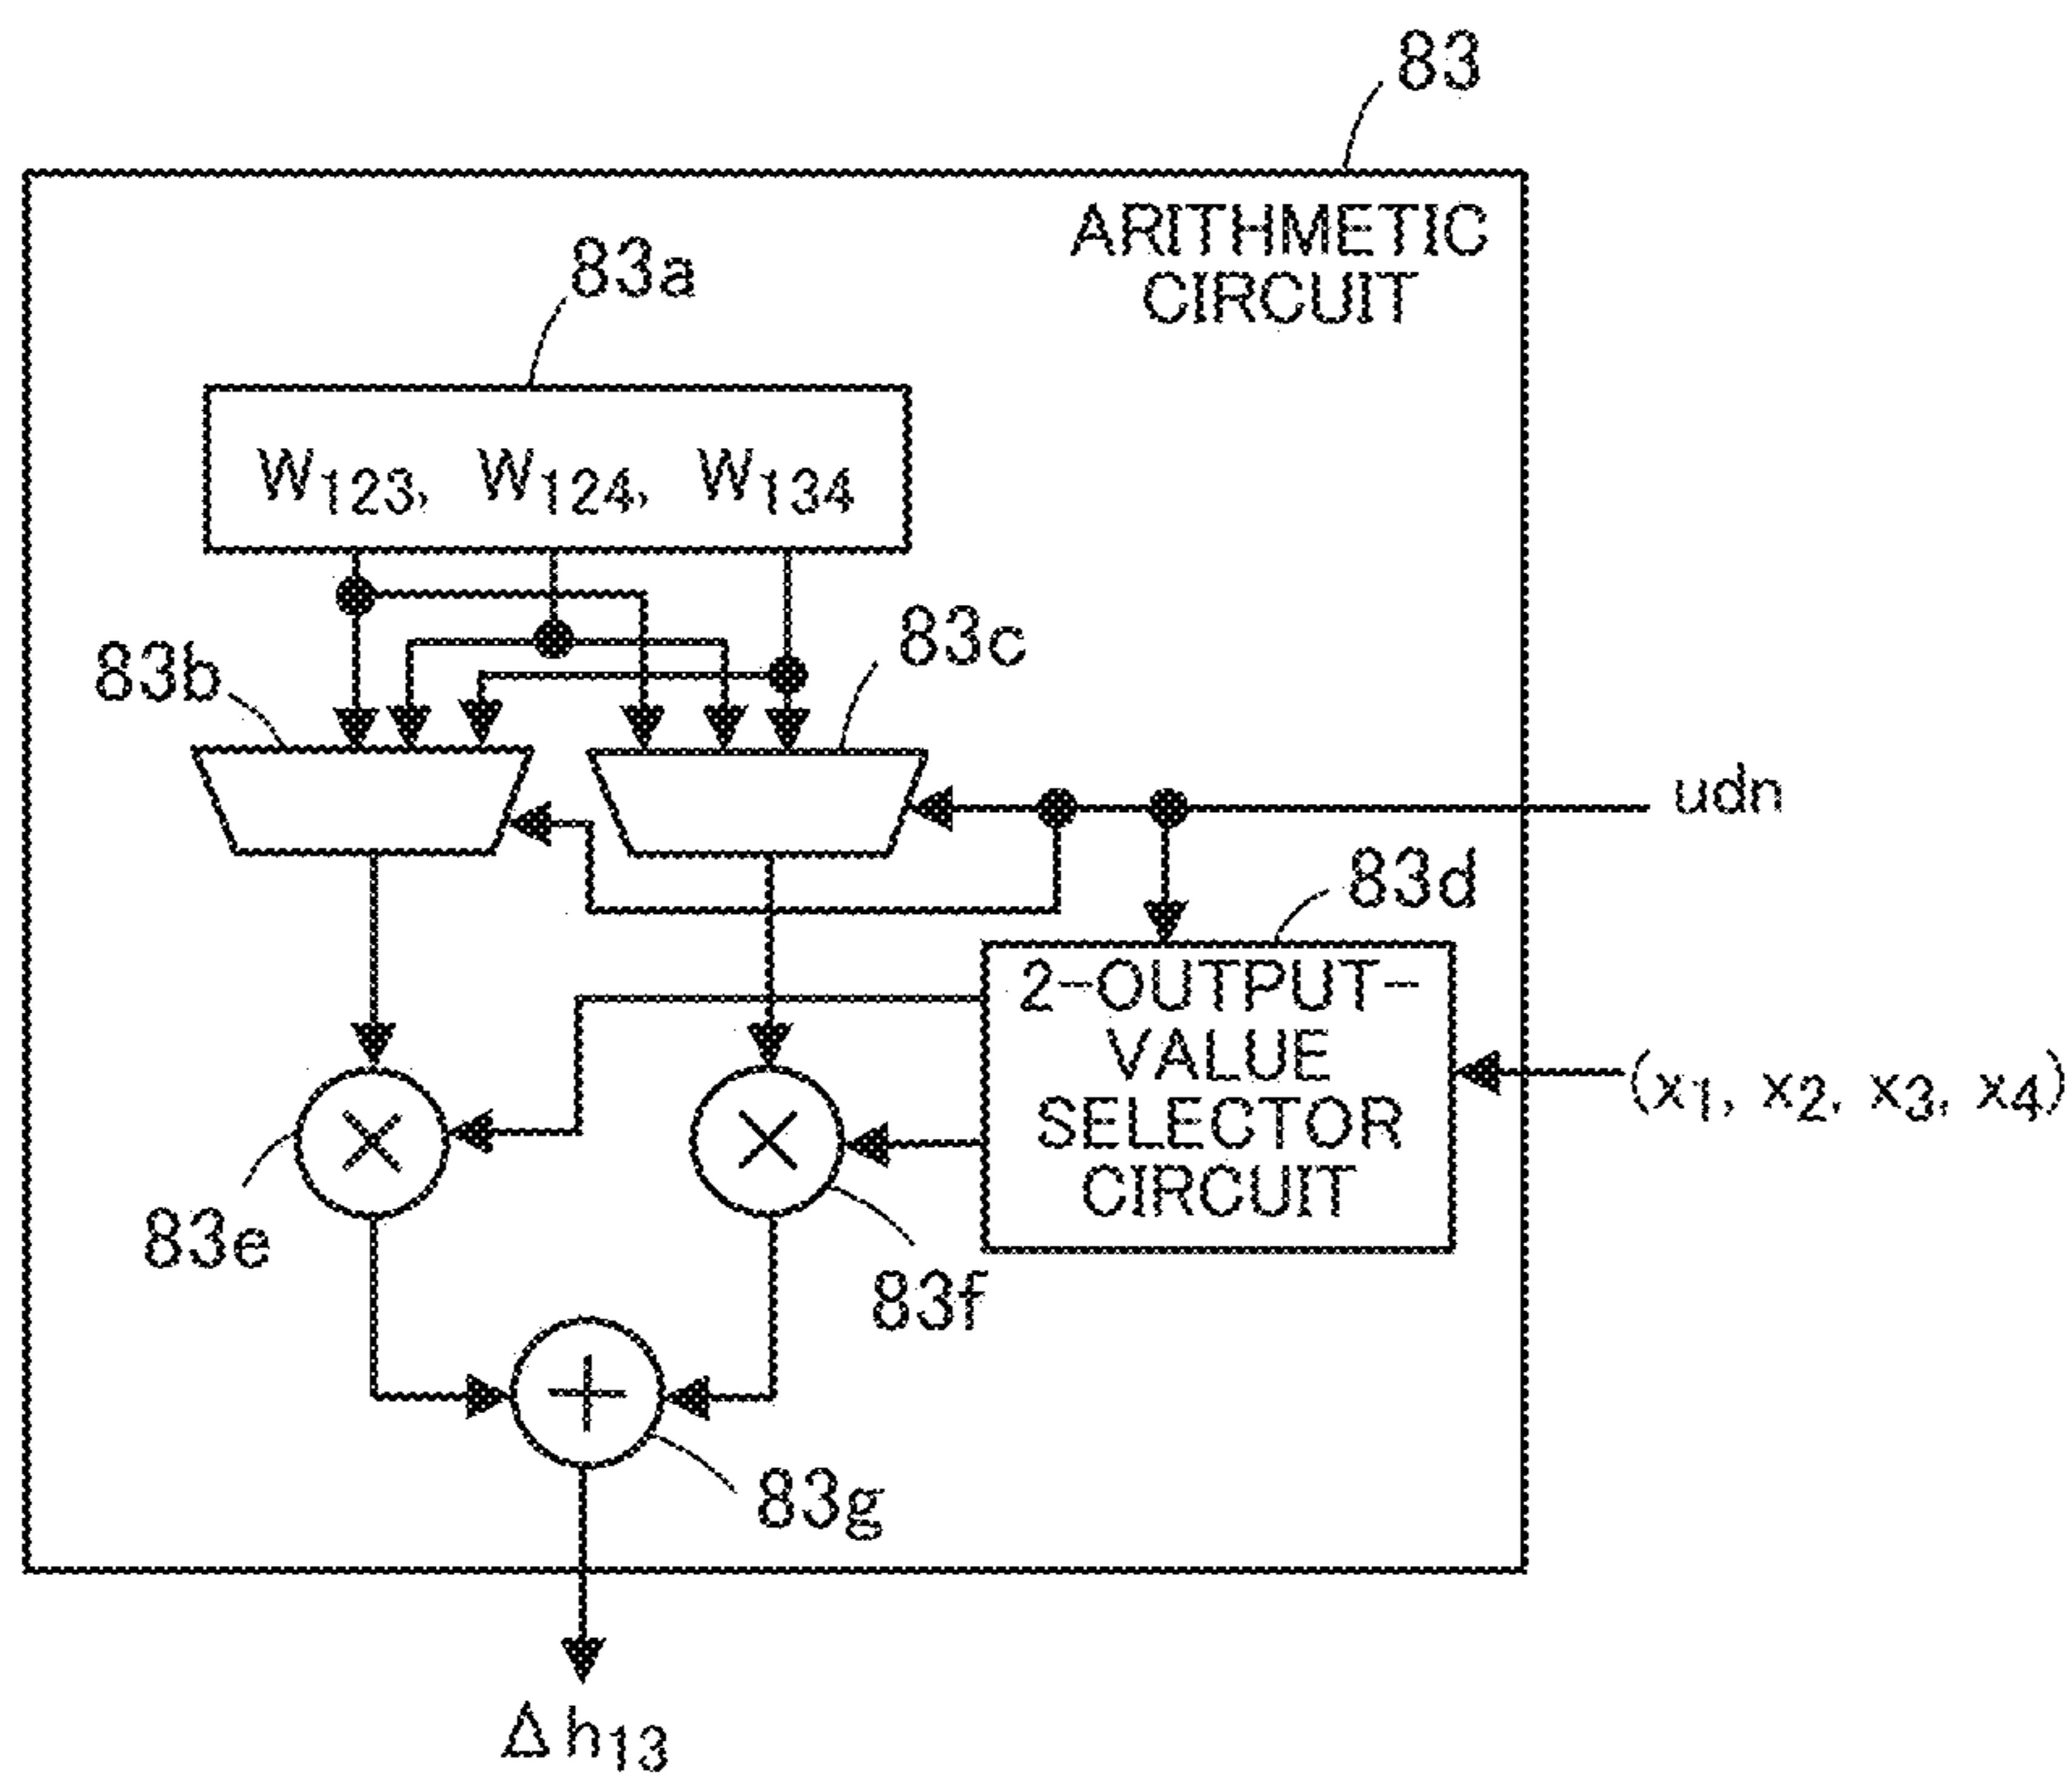 83
ARITHMETIC
CIRCUIT
83a
W123, W124, W134
83b
83c
udn
83d
2-OUTPUT-
VALUE
SELECTOR
CIRCUIT
(x1, x2, x3, x4)
×
×
83e
83f
+
83g
Δh13